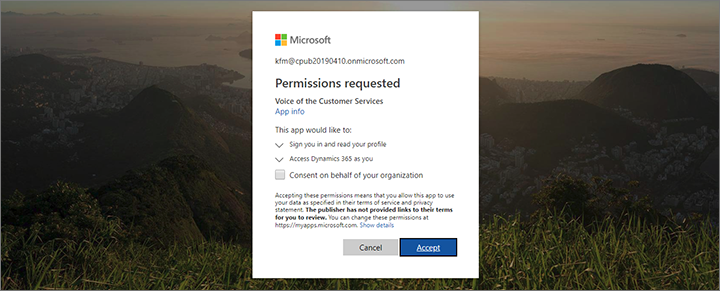 Microsoft
kfm@cpub20190410.onmicrosoft.com
Permissions requested
Voice of the Customer Services
App info
This app would like to:
Sign you in and read your profile
Access Dynamics 365 as you
Consent on behalf of your organization
Accepting these permissions means that you allow this app to use
your data as specified in their terms of service and privacy
statement. The publisher has not provided links to their terms
for you to review. You can change these permissions at
https://myapps.microsoft.com. Show details
Cancel
Accept